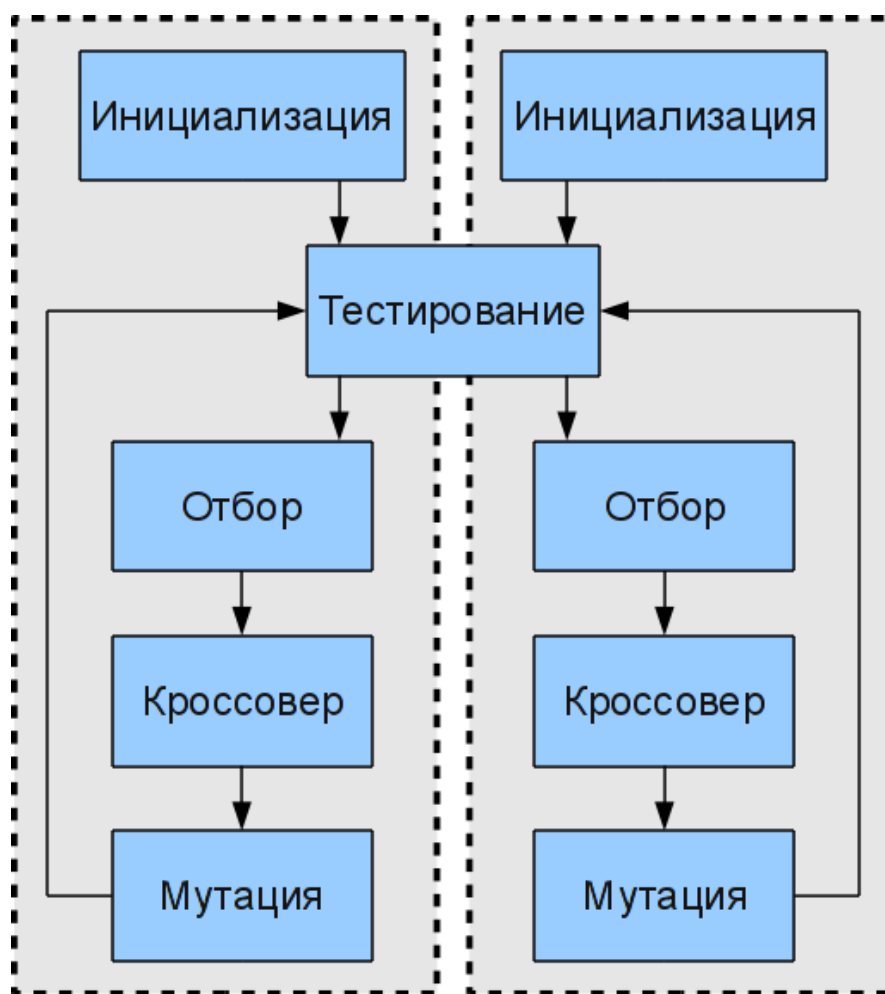 Инициализация
Инициализация
Тестирование
Отбор
Отбор
Кроссовер
Кроссовер
Мутация
Мутация